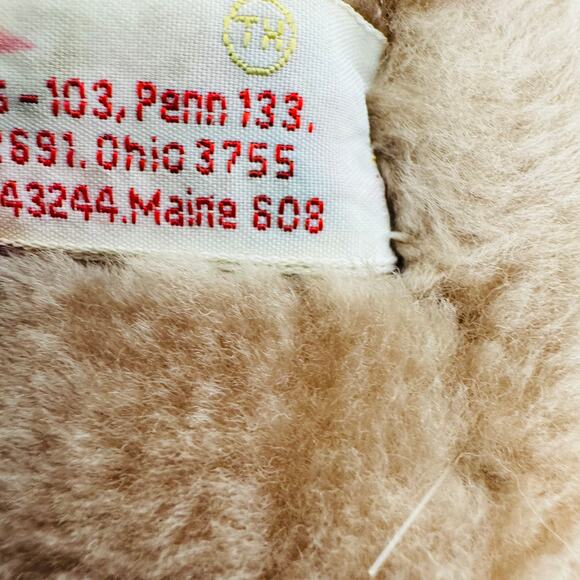 TH
-103, Penn 133.
691. Ohio 3755
43244. Maine 608